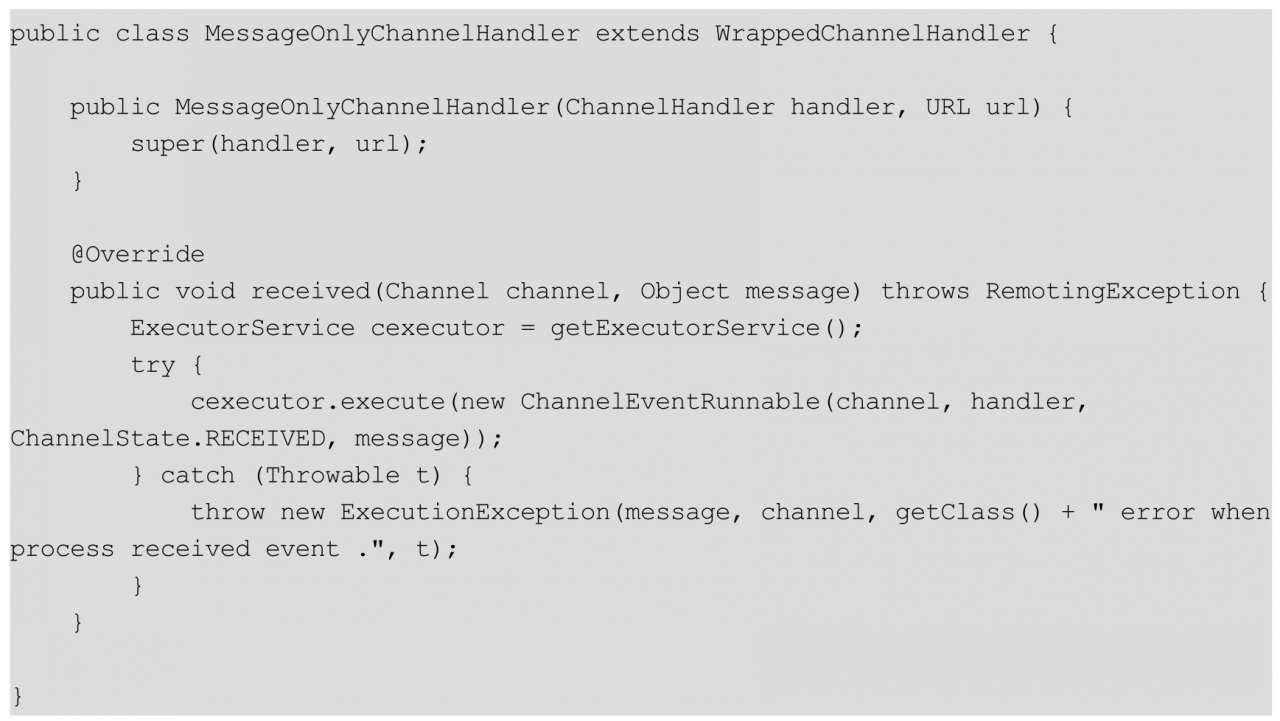 public class MessageOnlyChannelHandler extends WrappedChannelHandler {
    public MessageOnlyChannelHandler(ChannelHandler handler, URL url) {
        super(handler, url);
    }
    @Override
    public void received(Channel channel, Object message) throws RemotingException {
        ExecutorService cexecutor = getExecutorService();
        try {
            cexecutor.execute(new ChannelEventRunnable(channel, handler,
ChannelState.RECEIVED, message));
        } catch (Throwable t) {
            throw new ExecutionException(message, channel, getClass() + " error when
process received event .", t);
        }
    }
}